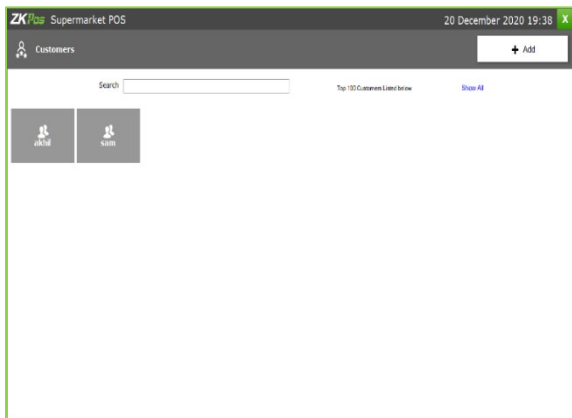 ZKPos Supermarket POS 20 December 2020 19:38 X
Customers + Add
Search Top 100 Customers Listed below Show All
akhil sam